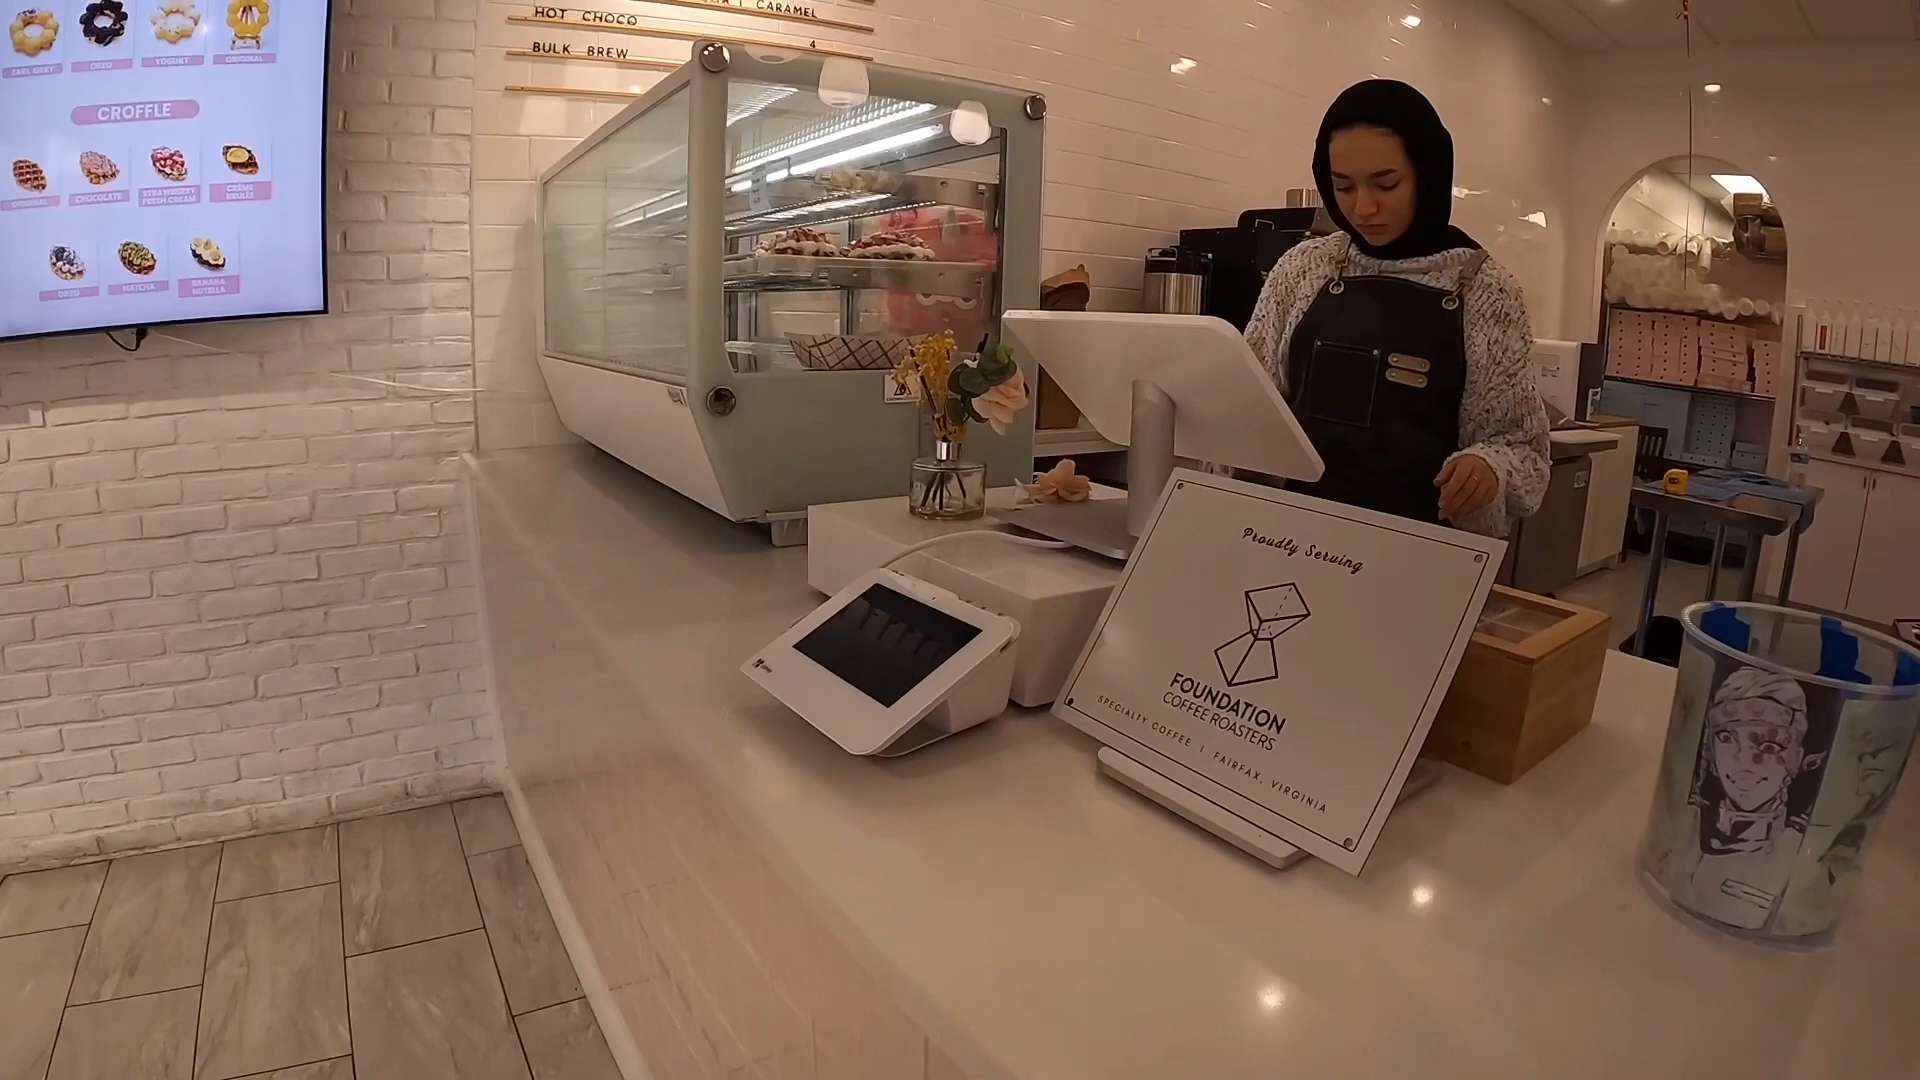 EARL GREY
OREO
YOGURT
ORIGINAL
CROFFLE
ORIGINAL
CHOCOLATE
STRAWBERRY
FRESH CREAM
CRÈME
BRULÉE
OREO
MATCHA
BANANA
NUTELLA
CARAMEL
HOT CHOCO
4
BULK BREW
Proudly Serving
FOUNDATION
COFFEE ROASTERS
SPECIALTY COFFEE | FAIRFAX, VIRGINIA